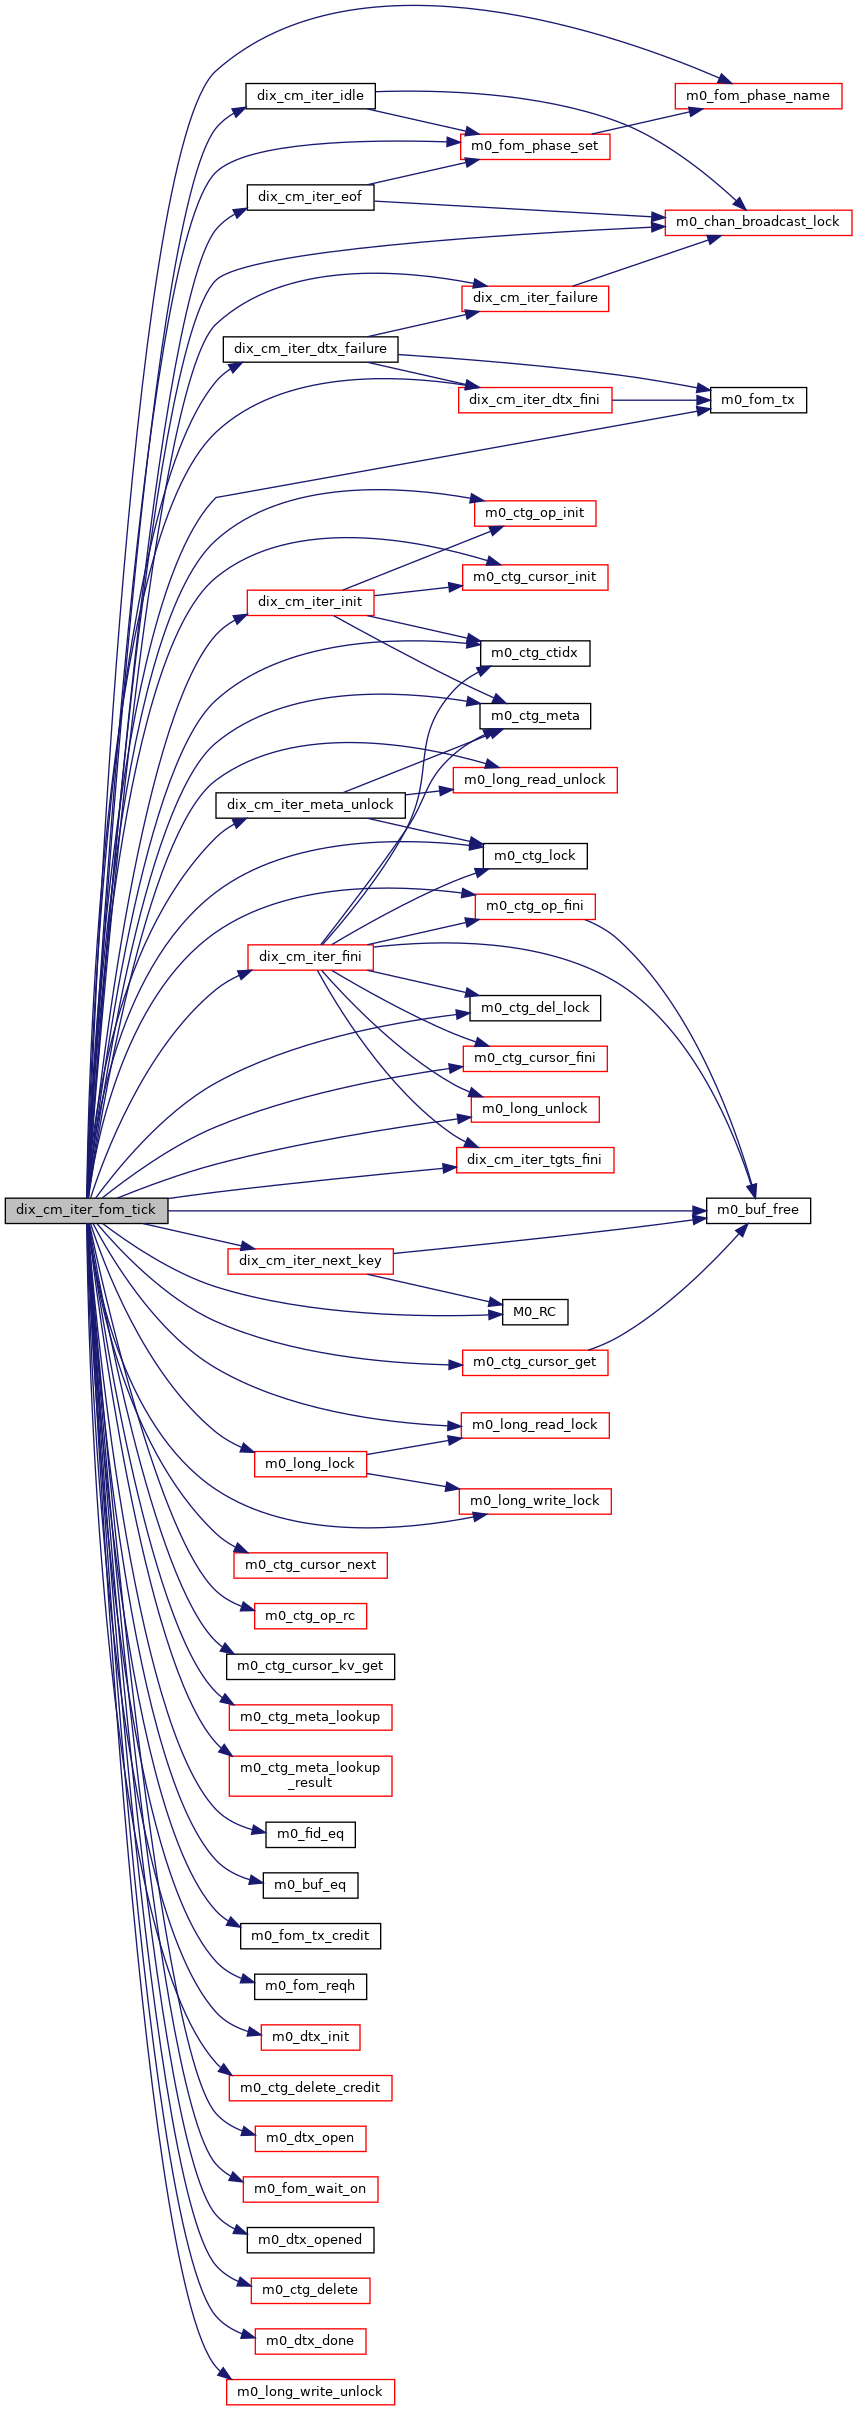 dix_cm_iter_idle
m0_fom_phase_name
m0_fom_phase_set
dix_cm_iter_eof
m0_chan_broadcast_lock
dix_cm_iter_failure
dix_cm_iter_dtx_failure
dix_cm_iter_dtx_fini
m0_fom_tx
m0_ctg_op_init
m0_ctg_cursor_init
dix_cm_iter_init
m0_ctg_ctidx
m0_ctg_meta
m0_long_read_unlock
dix_cm_iter_meta_unlock
m0_ctg_lock
m0_ctg_op_fini
dix_cm_iter_fini
m0_ctg_del_lock
m0_ctg_cursor_fini
m0_long_unlock
dix_cm_iter_tgts_fini
dix_cm_iter_fom_tick
m0_buf_free
dix_cm_iter_next_key
M0_RC
m0_ctg_cursor_get
m0_long_read_lock
m0_long_lock
m0_long_write_lock
m0_ctg_cursor_next
m0_ctg_op_rc
m0_ctg_cursor_kv_get
m0_ctg_meta_lookup
m0_ctg_meta_lookup
_result
m0_fid_eq
m0_buf_eq
m0_fom_tx_credit
m0_fom_reqh
m0_dtx_init
m0_ctg_delete_credit
m0_dtx_open
m0_fom_wait_on
m0_dtx_opened
m0_ctg_delete
m0_dtx_done
m0_long_write_unlock